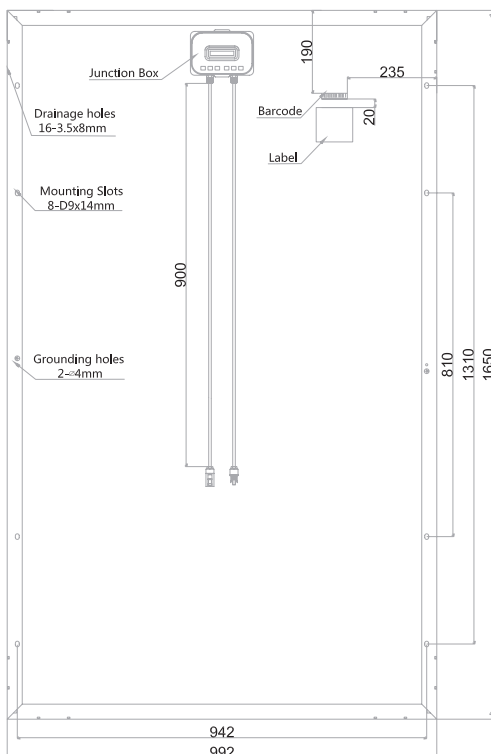 190
235
Junction Box
Barcode
20
Drainage holes
16-3.5x8mm
Label
Mounting Slots
8-D9x14mm
900
Grounding holes
2-⌀4mm
810
1310
1650
942
992